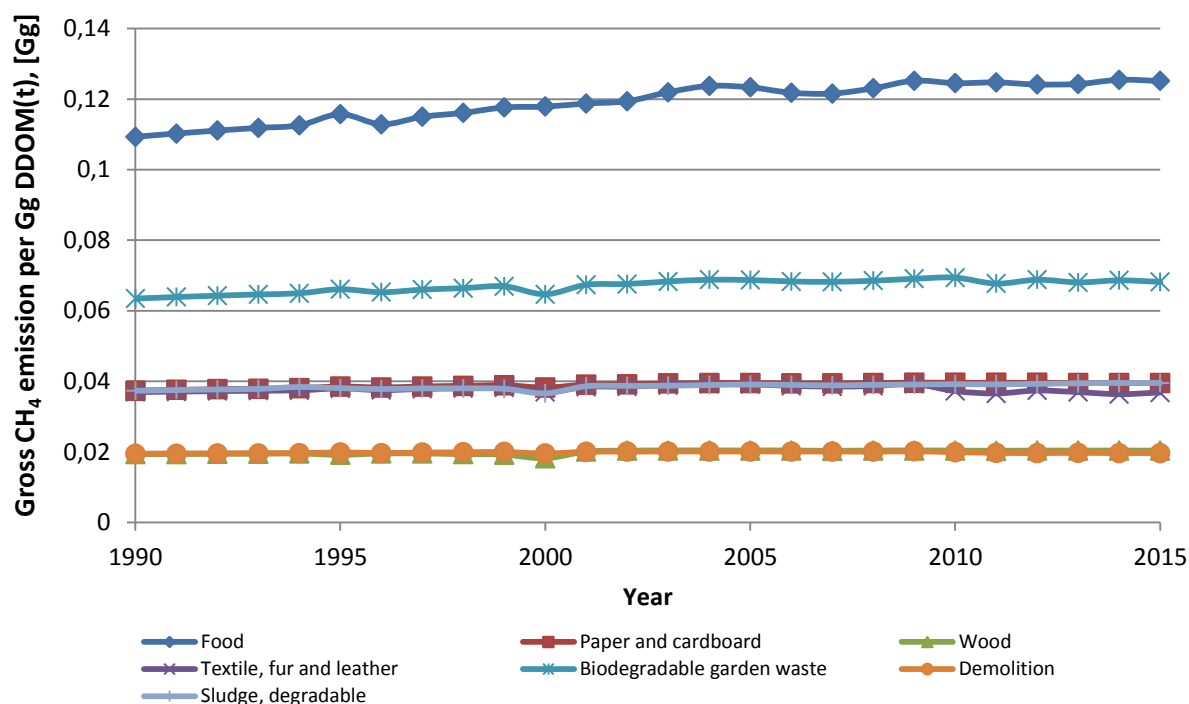 Gross CH₄ emission per Gg DDOM(t), [Gg]
0,14
0,12
0,1
0,08
0,06
0,04
0,02
0
1990 1995 2000 2005 2010 2015
Year
Food Paper and cardboard Wood
Textile, fur and leather Biodegradable garden waste Demolition
Sludge, degradable